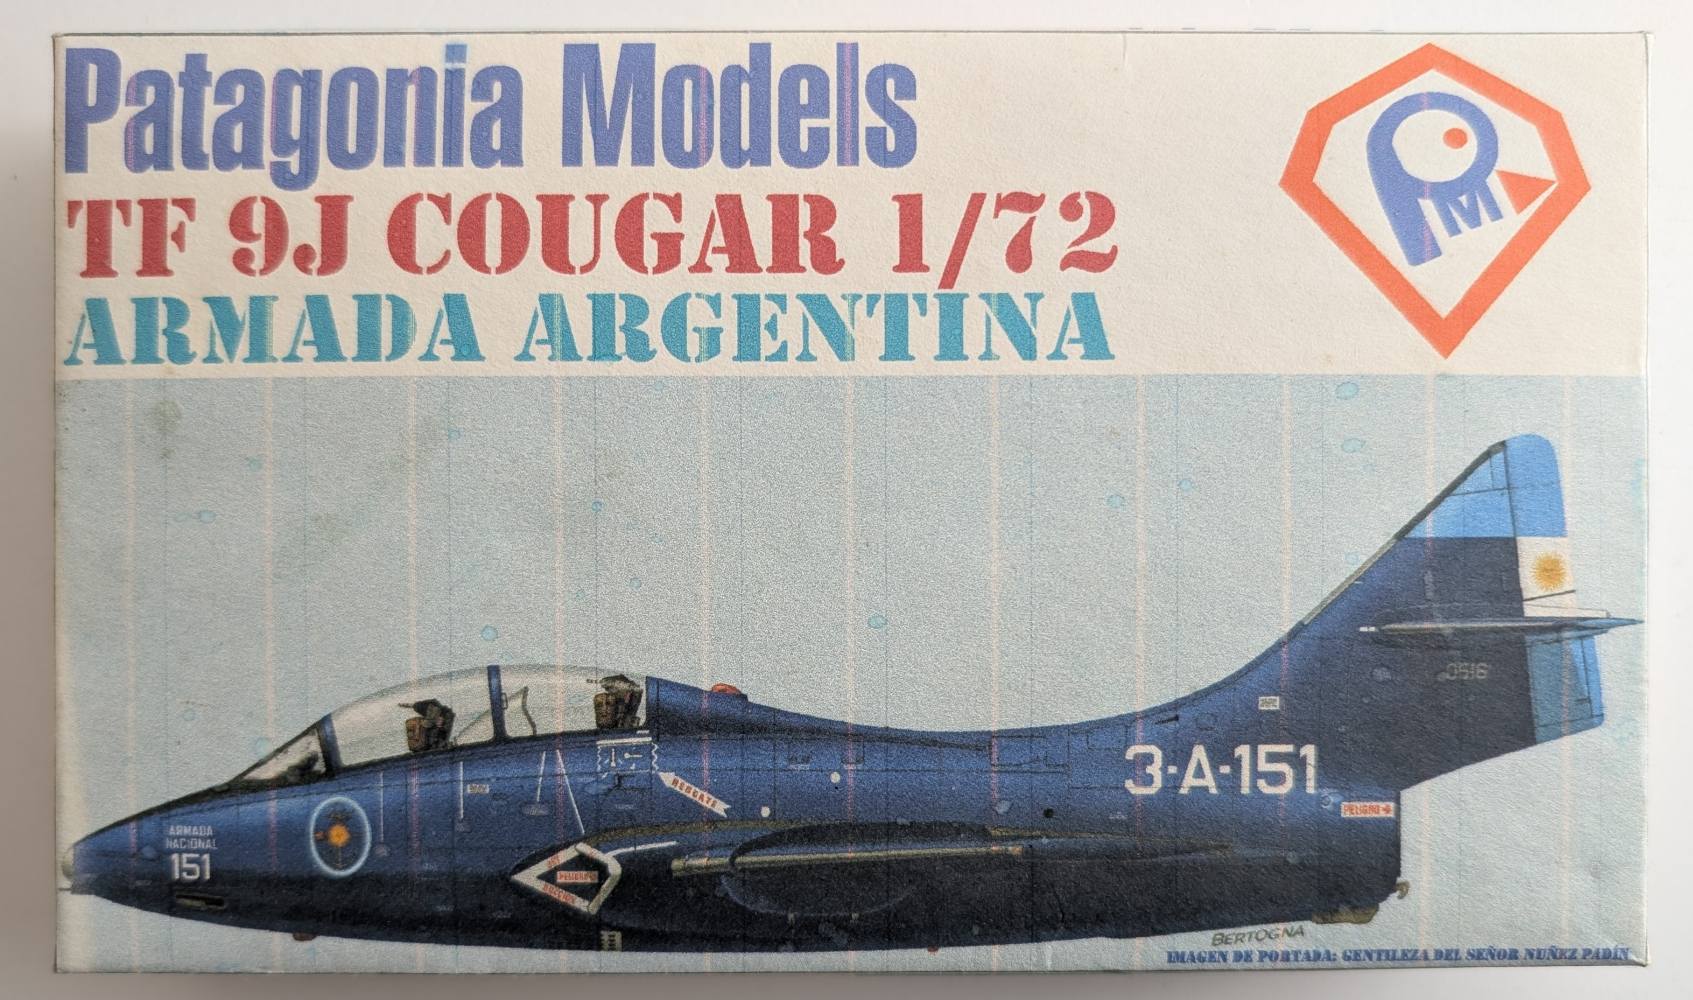 Patagonia Models
TF 9J COUGAR 1/72
ARMADA ARGENTINA
PM
0516
3-A-151
RESCATE
PELIGRO
ARMADA
NACIONAL
151
PELIGRO
BERTOGNA
IMAGEN DE PORTADA: GENTILEZA DEL SEÑOR NUÑEZ PADÍN